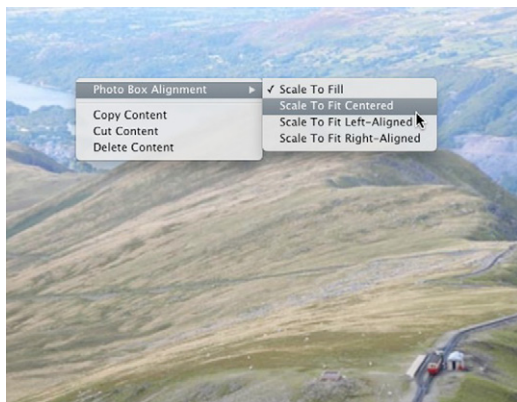 Photo Box Alignment
Copy Content
Cut Content
Delete Content
✓ Scale To Fill
Scale To Fit Centered
Scale To Fit Left-Aligned
Scale To Fit Right-Aligned